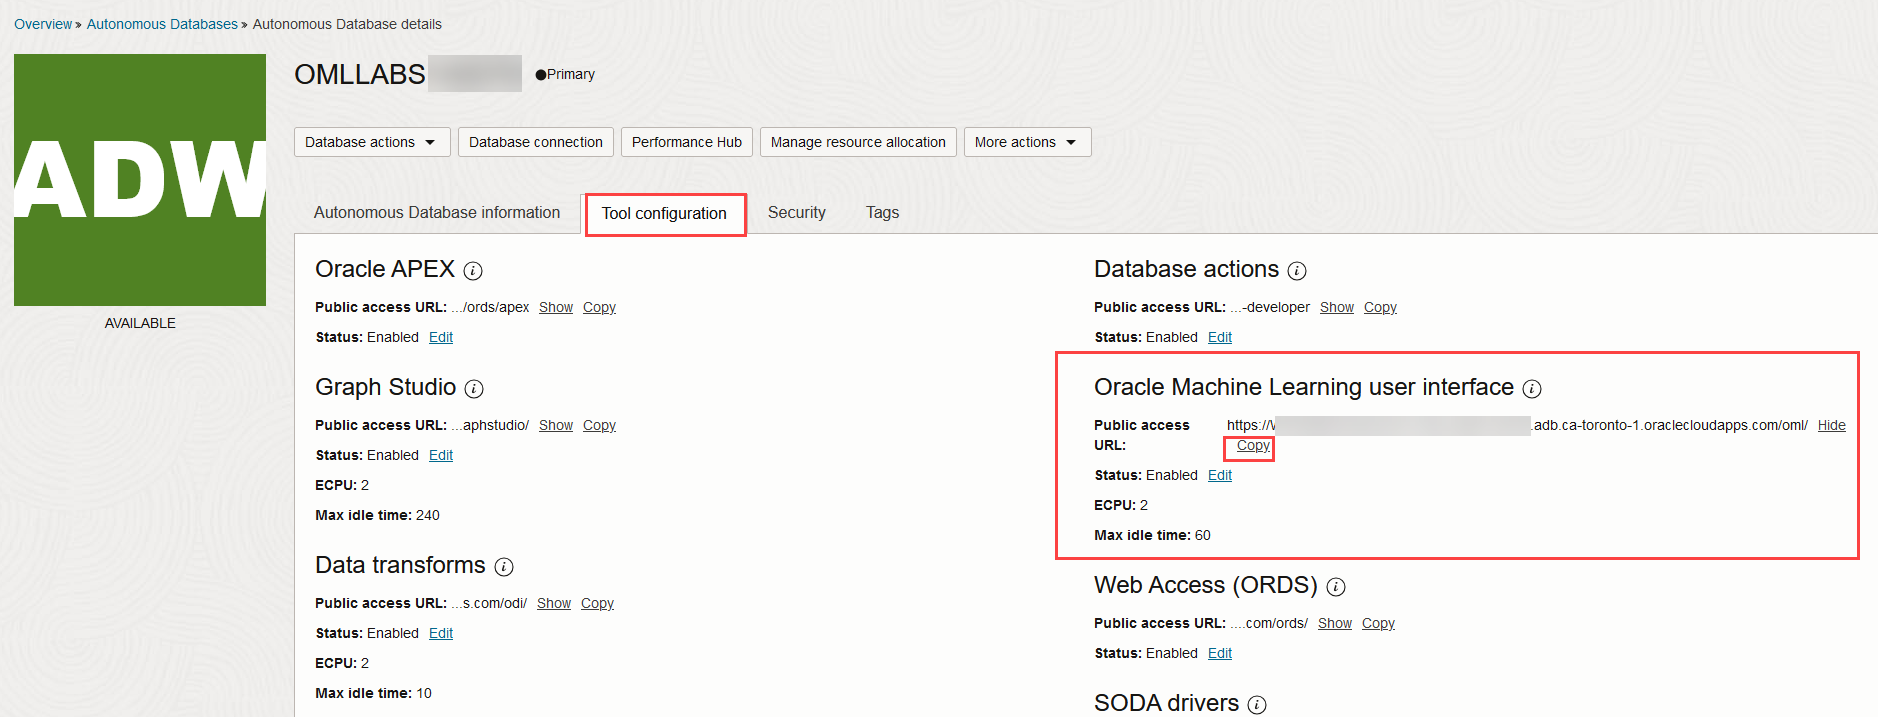 Overview » Autonomous Databases » Autonomous Database details
ADW
AVAILABLE
OMLLABS
Primary
Database actions
Database connection
Performance Hub
Manage resource allocation
More actions
Autonomous Database information
Tool configuration
Security
Tags
Oracle APEX
Public access URL: .../ords/apex Show Copy
Status: Enabled Edit
Graph Studio
Public access URL: ...aphstudio/ Show Copy
Status: Enabled Edit
ECPU: 2
Max idle time: 240
Data transforms
Public access URL: ...s.com/odi/ Show Copy
Status: Enabled Edit
ECPU: 2
Max idle time: 10
Database actions
Public access URL: ...-developer Show Copy
Status: Enabled Edit
Oracle Machine Learning user interface
Public access URL: https:// .adb.ca-toronto-1.oraclecloudapps.com/oml/ Hide
Copy
Status: Enabled Edit
ECPU: 2
Max idle time: 60
Web Access (ORDS)
Public access URL: ....com/ords/ Show Copy
Status: Enabled Edit
SODA drivers